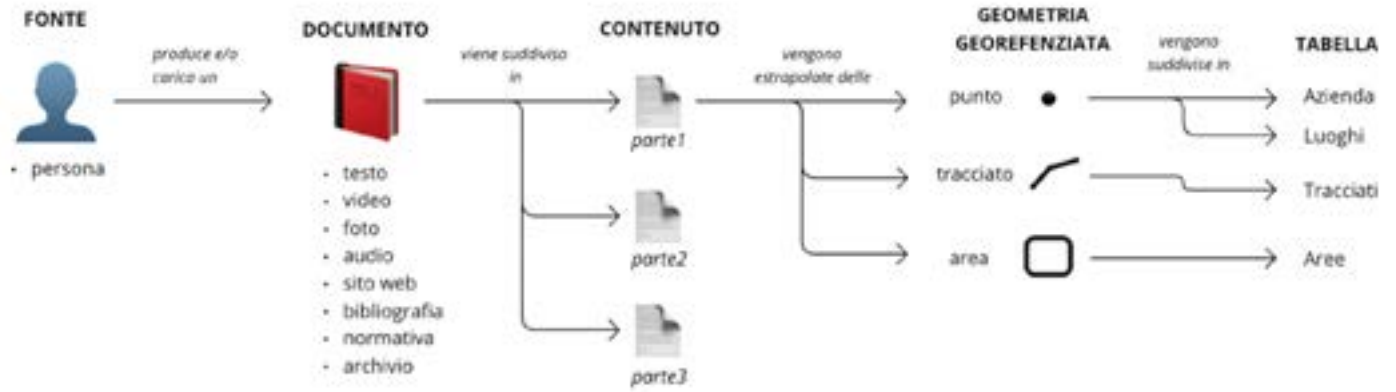 FONTE
produce e/o
carica un
• persona
DOCUMENTO
• testo
• video
• foto
• audio
• sito web
• bibliografia
• normativa
• archivio
viene suddiviso
in
CONTENUTO
parte1
parte2
parte3
vengono
estrapolate delle
GEOMETRIA
GEOREFENZIATA
punto
tracciato
area
vengono
suddivise in
TABELLA
Azienda
Luoghi
Tracciati
Aree